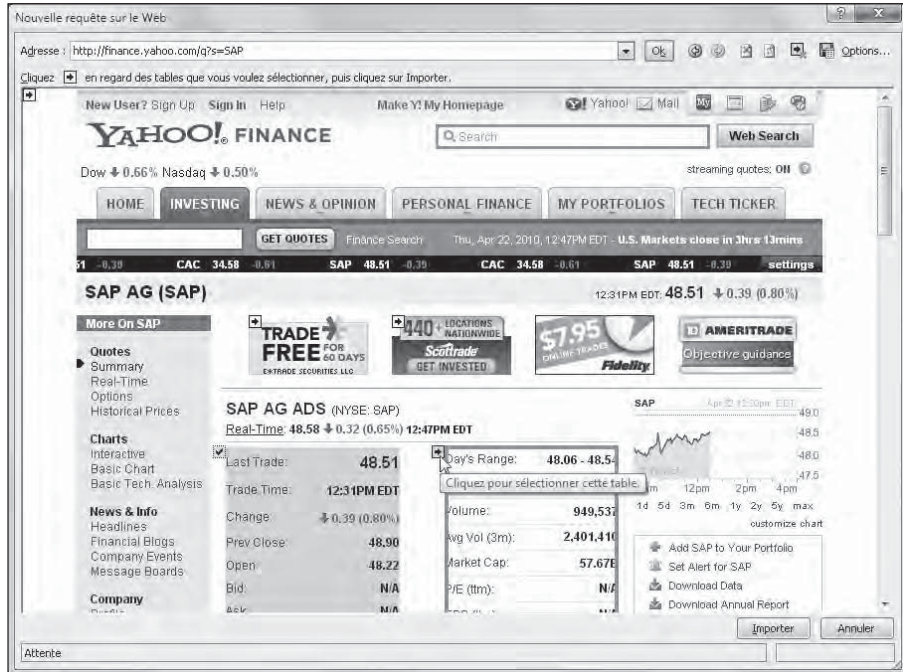 Nouvelle requête sur le Web
Adresse : http://finance.yahoo.com/q?s=SAP Ok Options...
Cliquez en regard des tables que vous voulez sélectionner, puis cliquez sur Importer.
New User? Sign Up Sign In Help Make Y! My Homepage Yahoo! Mail My
YAHOO! FINANCE Search Web Search
Dow 0.66% Nasdaq 0.50% streaming quotes: ON
HOME INVESTING NEWS & OPINION PERSONAL FINANCE MY PORTFOLIOS TECH TICKER
GET QUOTES Finance Search Thu, Apr 22, 2010, 12:47PM EDT - U.S. Markets close in 3hrs 13mins
51 -0.39 CAC 34.58 -0.61 SAP 48.51 -0.39 CAC 34.58 -0.61 SAP 48.51 -0.39 settings
SAP AG (SAP) 12:31PM EDT: 48.51 0.39 (0.80%)
More On SAP
Quotes
Summary
Real-Time
Options
Historical Prices
Charts
Interactive
Basic Chart
Basic Tech. Analysis
News & Info
Headlines
Financial Blogs
Company Events
Message Boards
Company
TRADE FREE FOR 60 DAYS
E*TRADE SECURITIES LLC
440+ LOCATIONS NATIONWIDE
Scottrade
GET INVESTED
$7.95
ONLINE TRADES
Fidelity
AMERITRADE
Objective guidance
SAP AG ADS (NYSE: SAP)
Real-Time: 48.58 0.32 (0.65%) 12:47PM EDT
Last Trade: 48.51
Trade Time: 12:31PM EDT
Change: 0.39 (0.80%)
Prev Close: 48.90
Open: 48.22
Bid: N/A
Ask: N/A
Day's Range: 48.06 - 48.54
Cliquez pour sélectionner cette table.
Volume: 949,537
Avg Vol (3m): 2,401,410
Market Cap: 57.67B
P/E (ttm): N/A
SAP
49.0
48.5
48.0
47.5
12pm 2pm 4pm
1d 5d 3m 6m 1y 2y 5y max
customize chart
Add SAP to Your Portfolio
Set Alert for SAP
Download Data
Download Annual Report
Importer Annuler
Attente